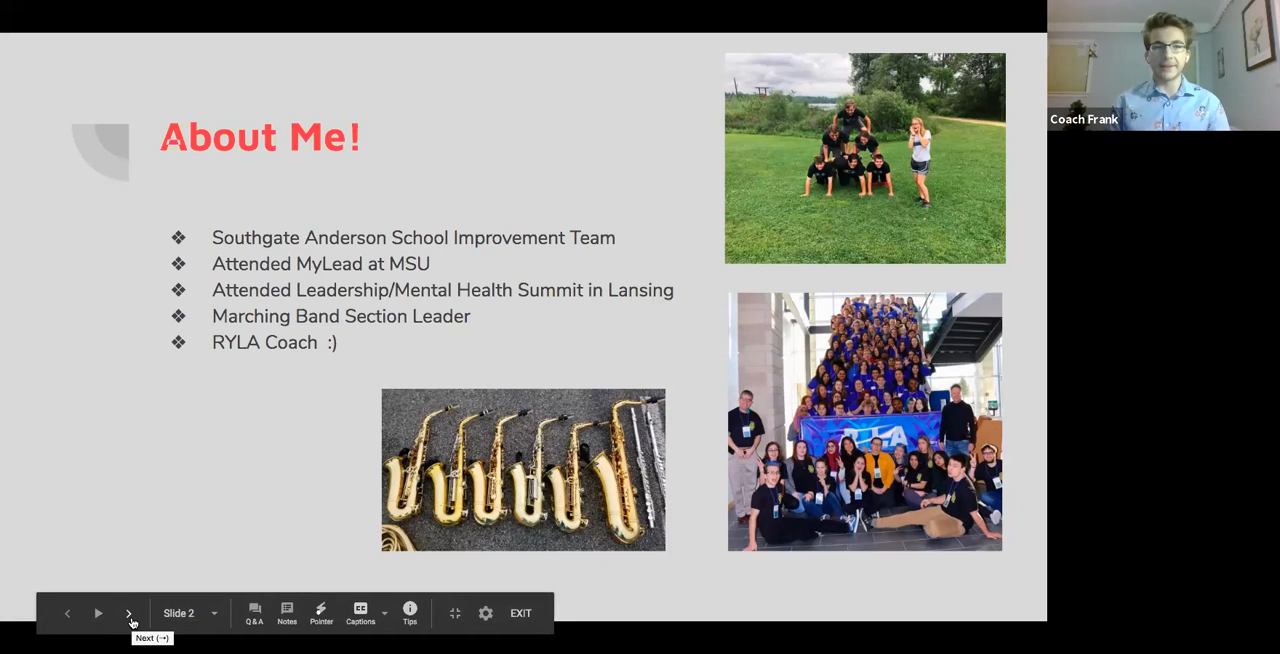 About Me!
❖ Southgate Anderson School Improvement Team
❖ Attended MyLead at MSU
❖ Attended Leadership/Mental Health Summit in Lansing
❖ Marching Band Section Leader
❖ RYLA Coach :)
Coach Frank
Slide 2
Q & A
Notes
Pointer
CC
Captions
Tips
EXIT
Next (→)